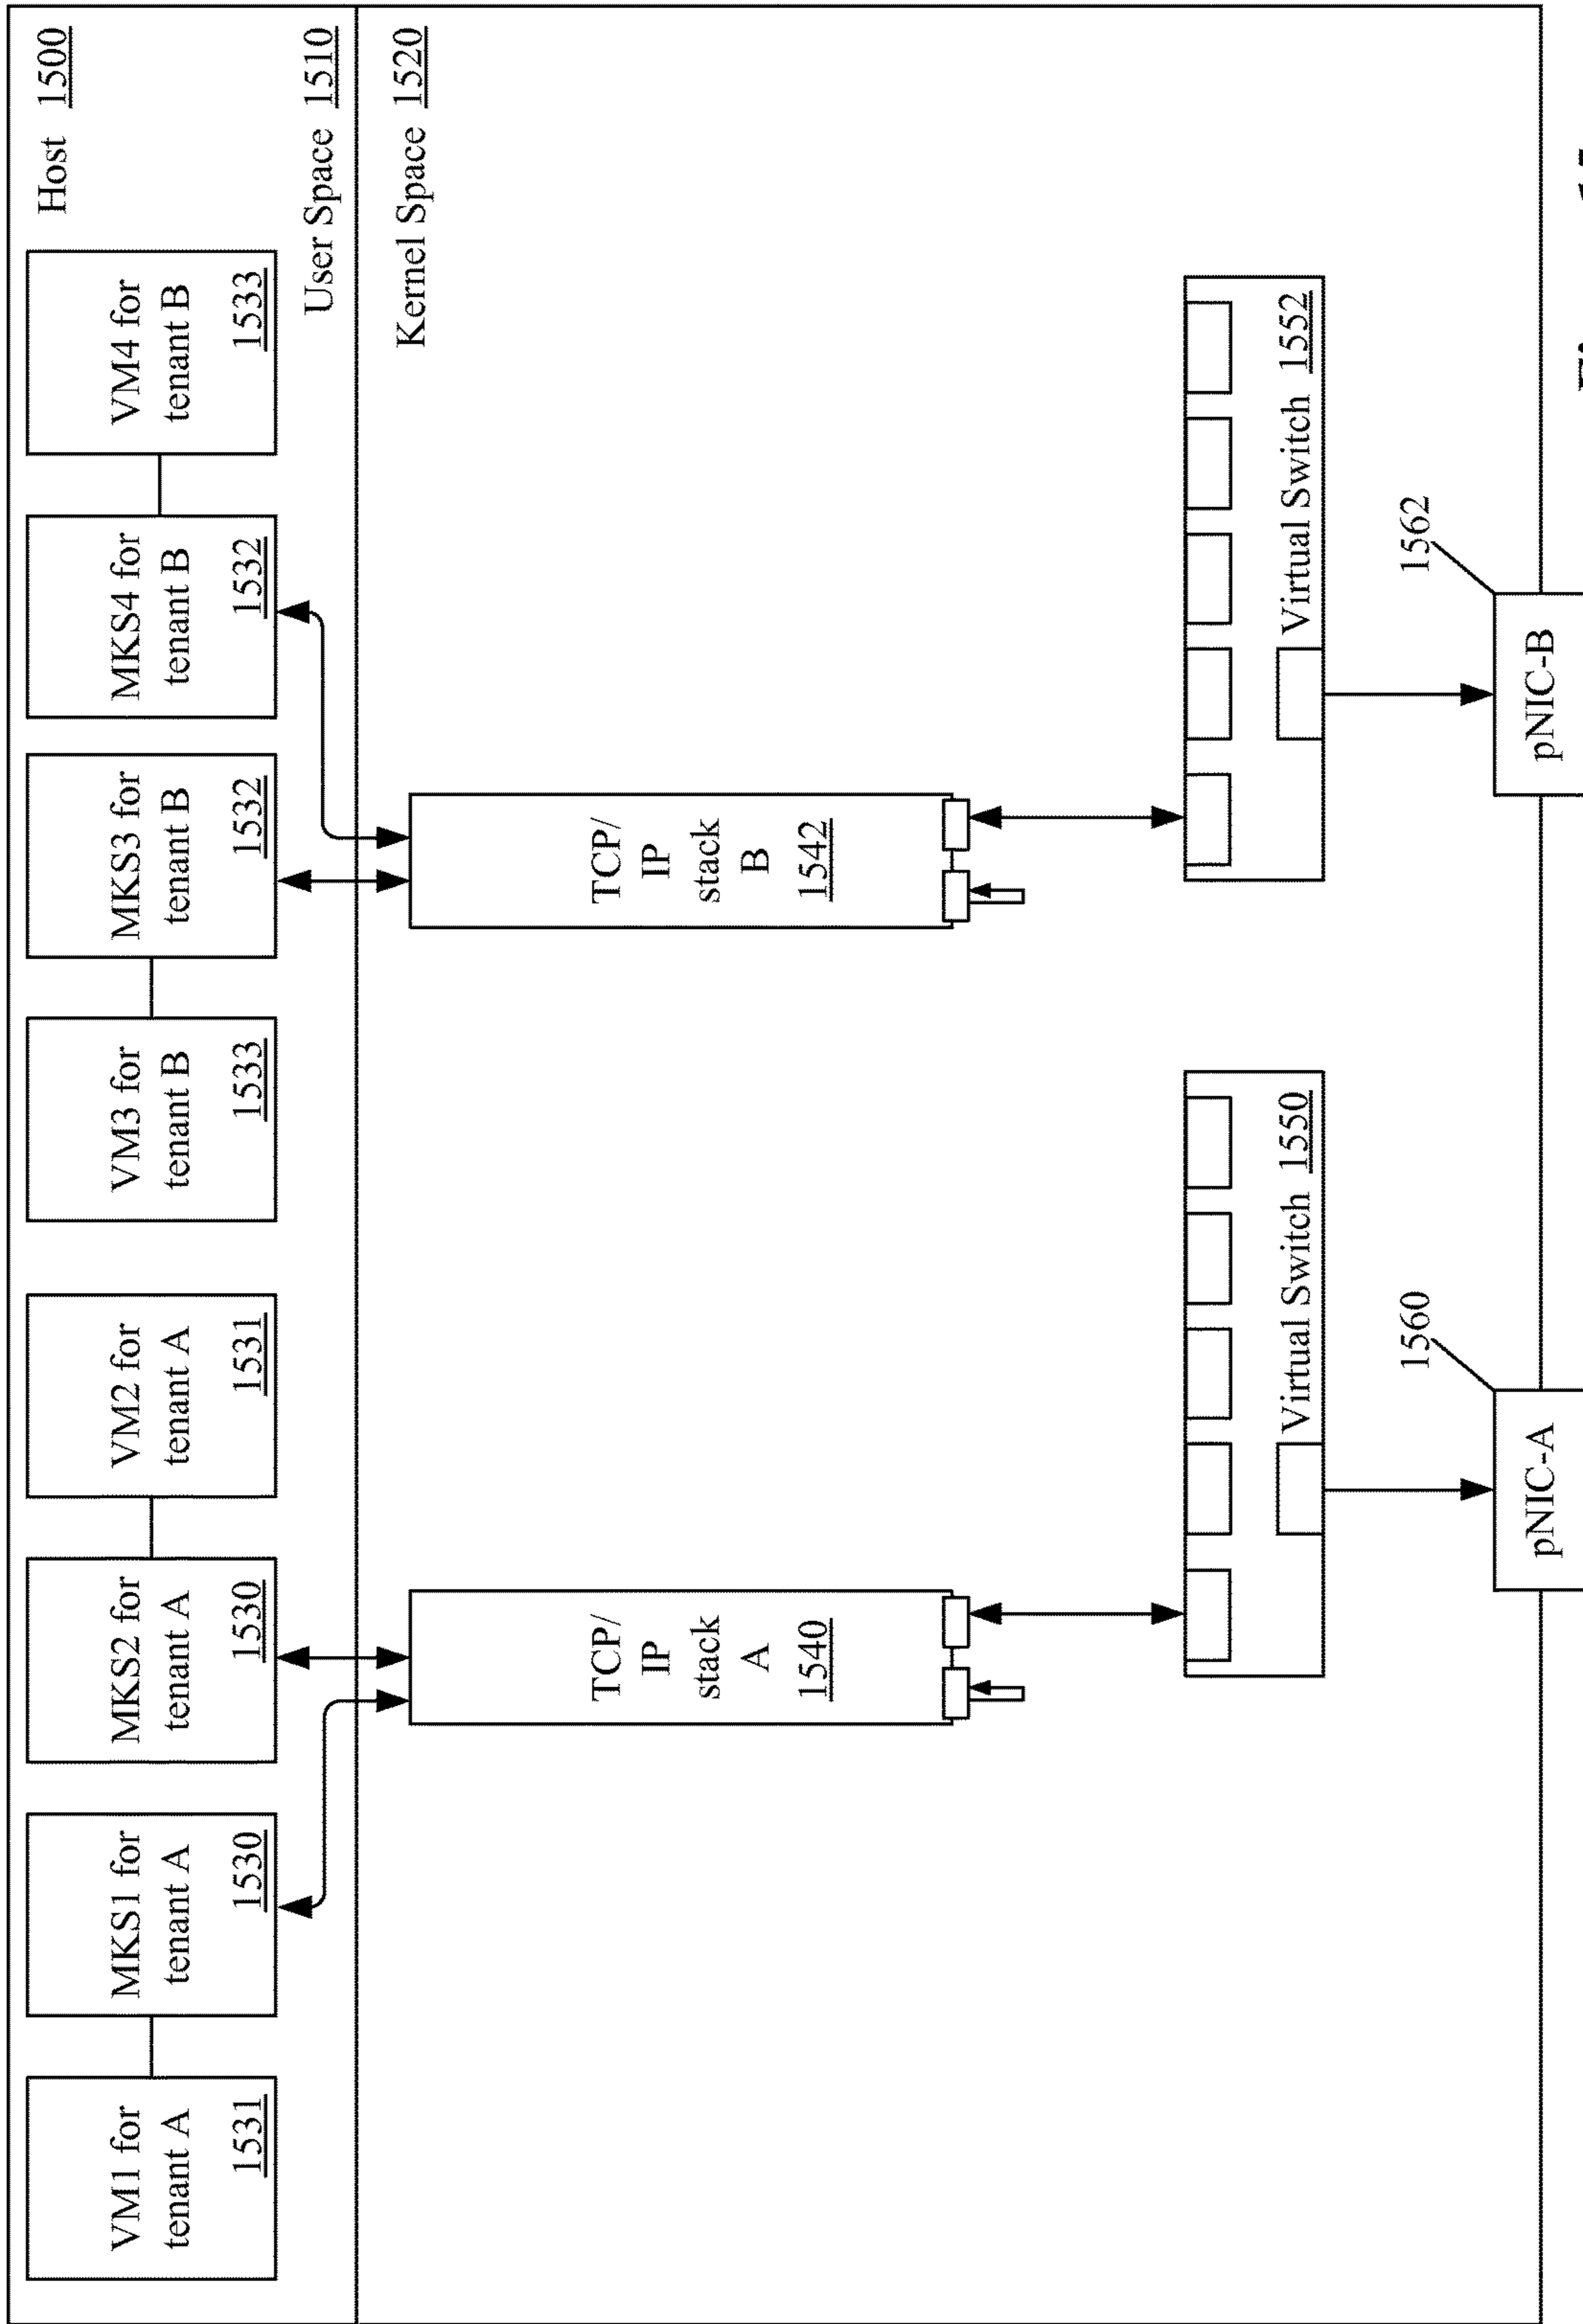 Host 1500
VM1 for
tenant A
1531
MKS1 for
tenant A
1530
MKS2 for
tenant A
1530
VM2 for
tenant A
1531
VM3 for
tenant B
1533
MKS3 for
tenant B
1532
MKS4 for
tenant B
1532
VM4 for
tenant B
1533
User Space 1510
Kernel Space 1520
TCP/
IP
stack
A
1540
TCP/
IP
stack
B
1542
Virtual Switch 1550
Virtual Switch 1552
1560
pNIC-A
1562
pNIC-B